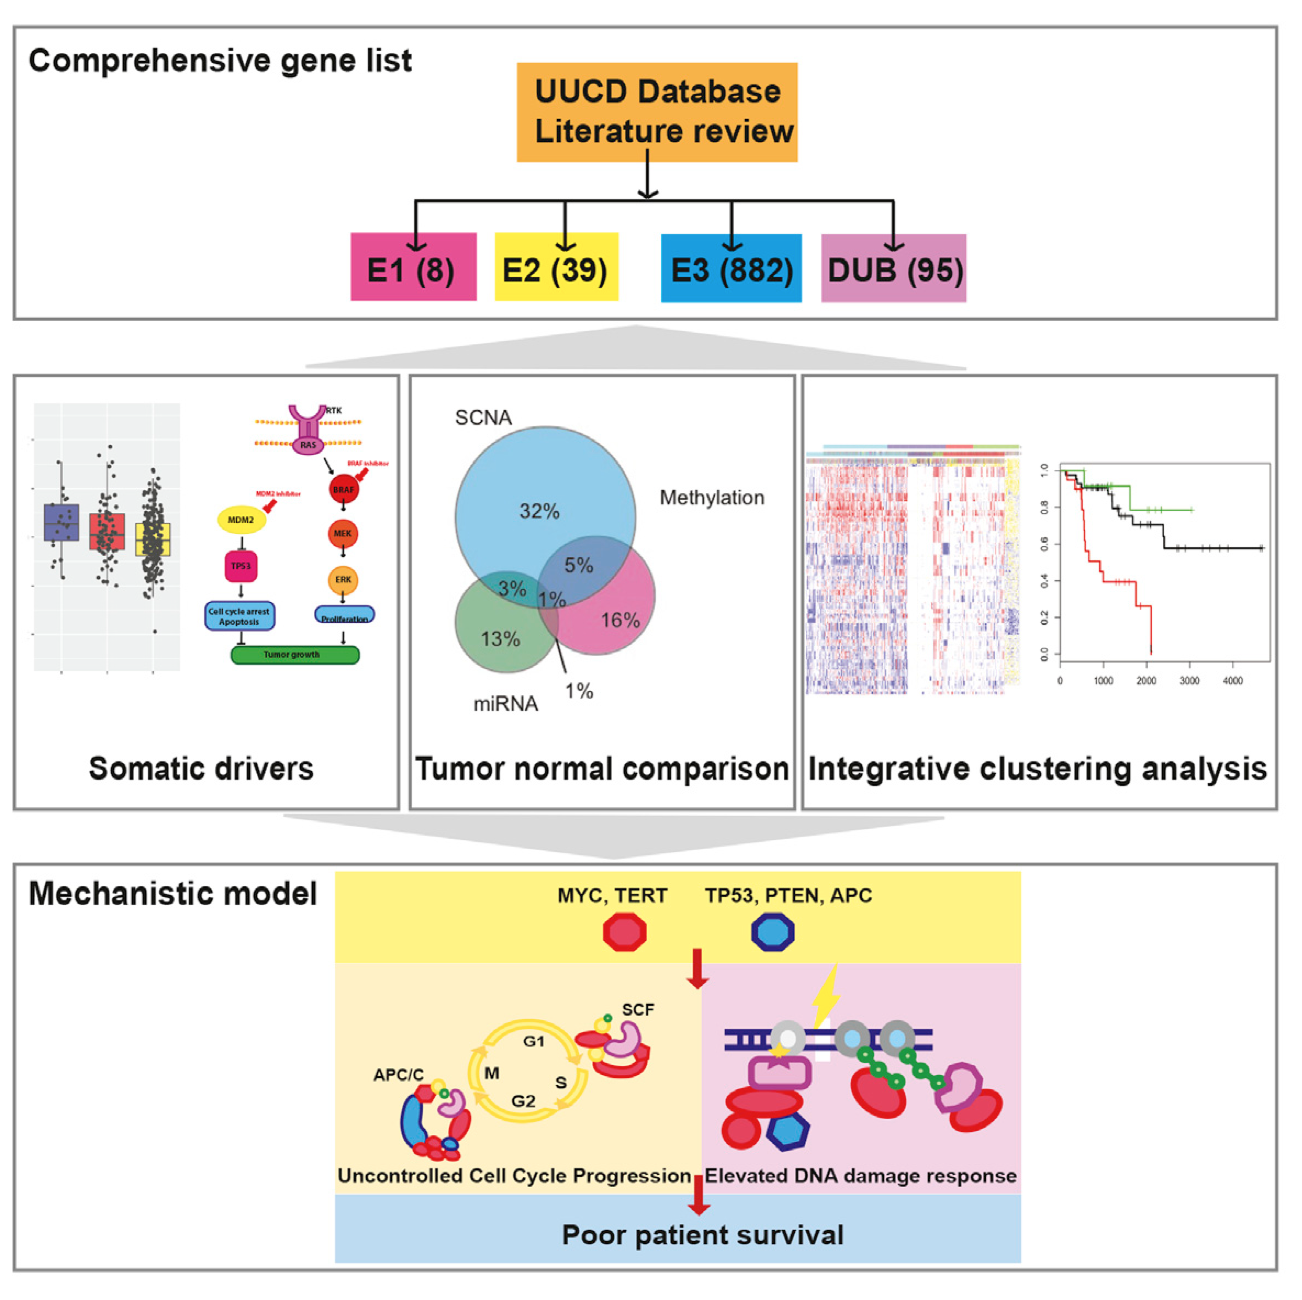 Comprehensive gene list
UUCD Database
Literature review
E1 (8)
E2 (39)
E3 (882)
DUB (95)
RTK
RAS
BRAF inhibitor
BRAF
MDM2 inhibitor
MDM2
MEK
TP53
ERK
Cell cycle arrest
Apoptosis
Proliferation
Tumor growth
Somatic drivers
SCNA
Methylation
32%
5%
3%
1%
16%
13%
1%
miRNA
Tumor normal comparison
1.0
0.8
0.6
0.4
0.2
0.0
0
1000
2000
3000
4000
Integrative clustering analysis
Mechanistic model
MYC, TERT
TP53, PTEN, APC
SCF
G1
APC/C
M
S
G2
Uncontrolled Cell Cycle Progression
Elevated DNA damage response
Poor patient survival